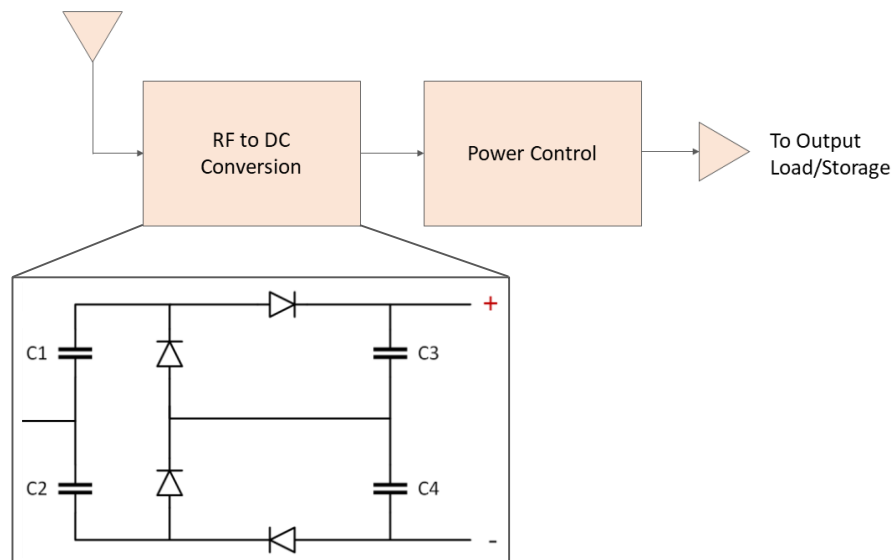 RF to DC
Conversion
Power Control
To Output
Load/Storage
+
C1
C3
C2
C4
-